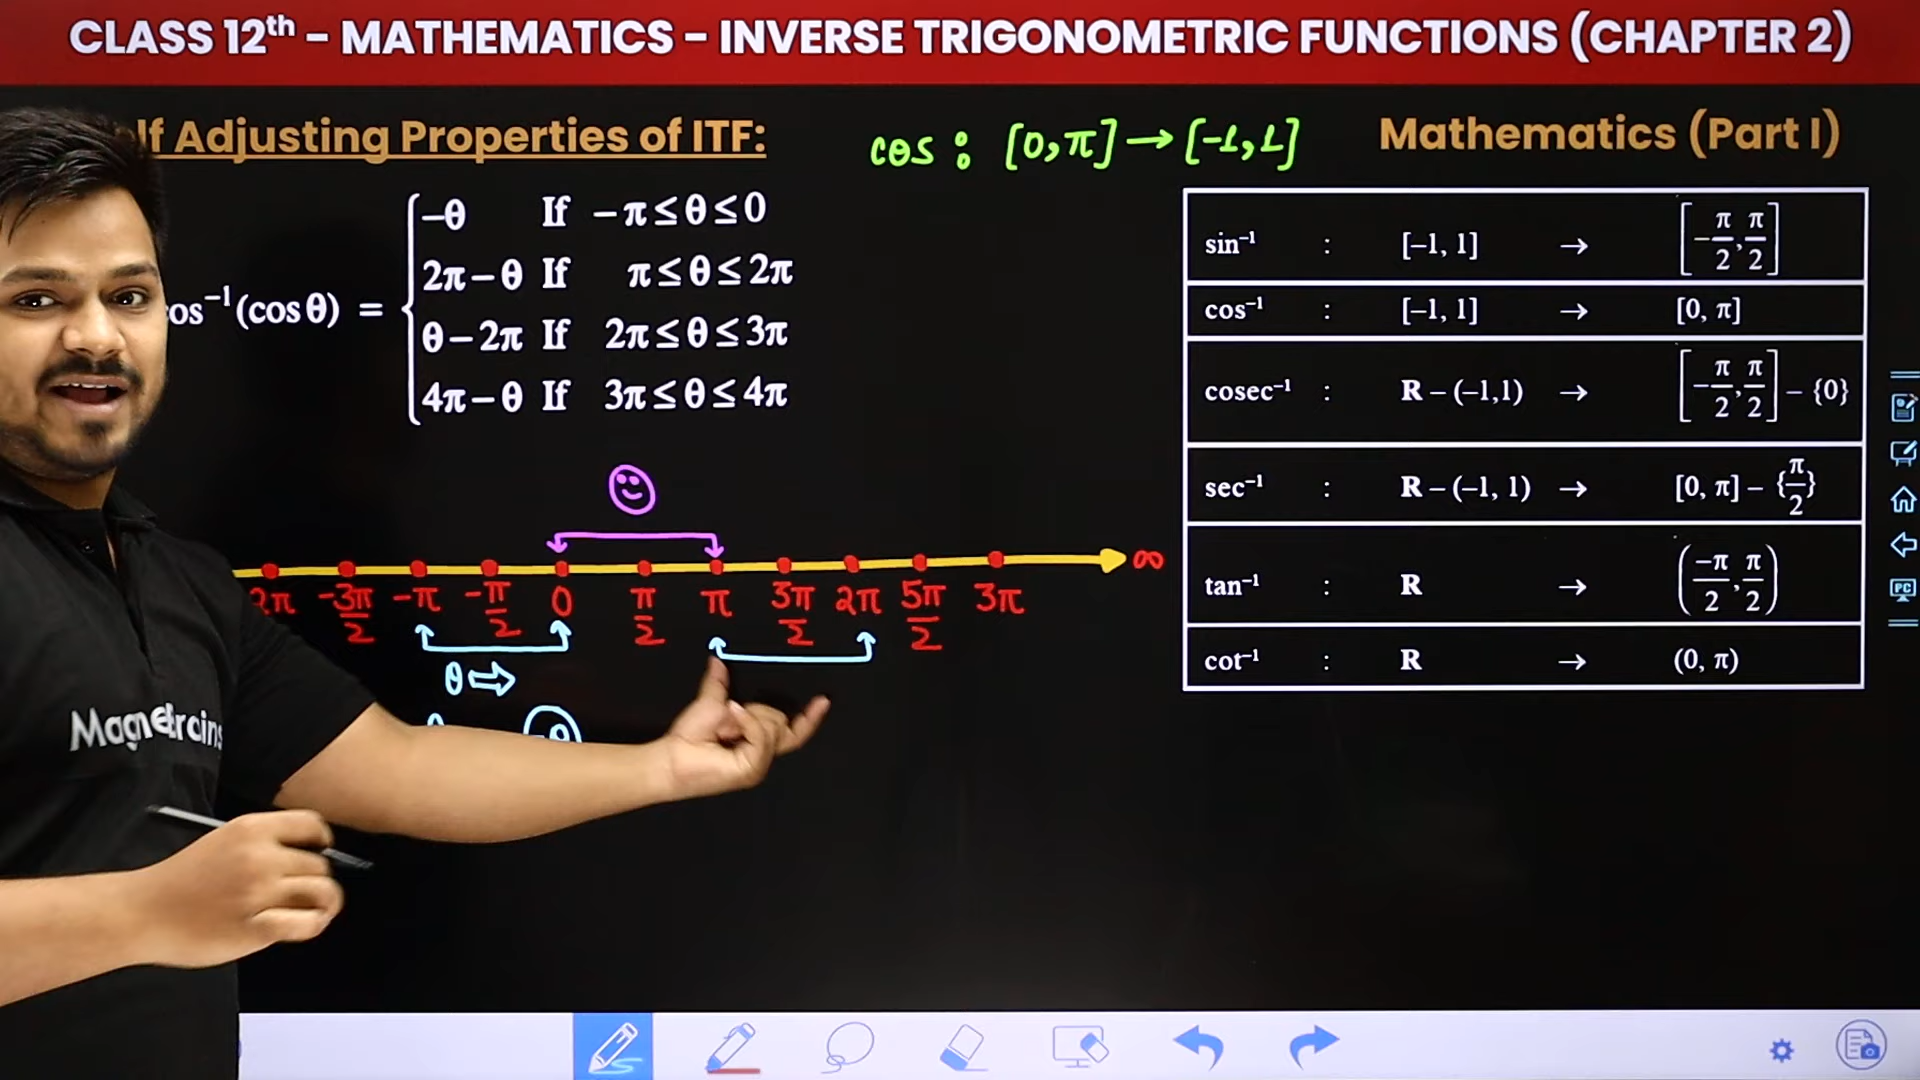 CLASS 12th – MATHEMATICS – INVERSE TRIGONOMETRIC FUNCTIONS (CHAPTER 2)
Adjusting Properties of ITF:
cos : [0,π] → [-1,1]
Mathematics (Part I)
os⁻¹(cosθ) =
–θ If – π ≤ θ ≤ 0
2π – θ If π ≤ θ ≤ 2π
θ – 2π If 2π ≤ θ ≤ 3π
4π – θ If 3π ≤ θ ≤ 4π
sin⁻¹ : [–1, 1] → [-π/2, π/2]
cos⁻¹ : [–1, 1] → [0, π]
cosec⁻¹ : R – (–1,1) → [-π/2, π/2] – {0}
sec⁻¹ : R – (–1, 1) → [0, π] – {π/2}
tan⁻¹ : R → (-π/2, π/2)
cot⁻¹ : R → (0, π)
2π -3π/2 -π -π/2 0 π/2 π 3π/2 2π 5π/2 3π ∞
θ ⇒
PC